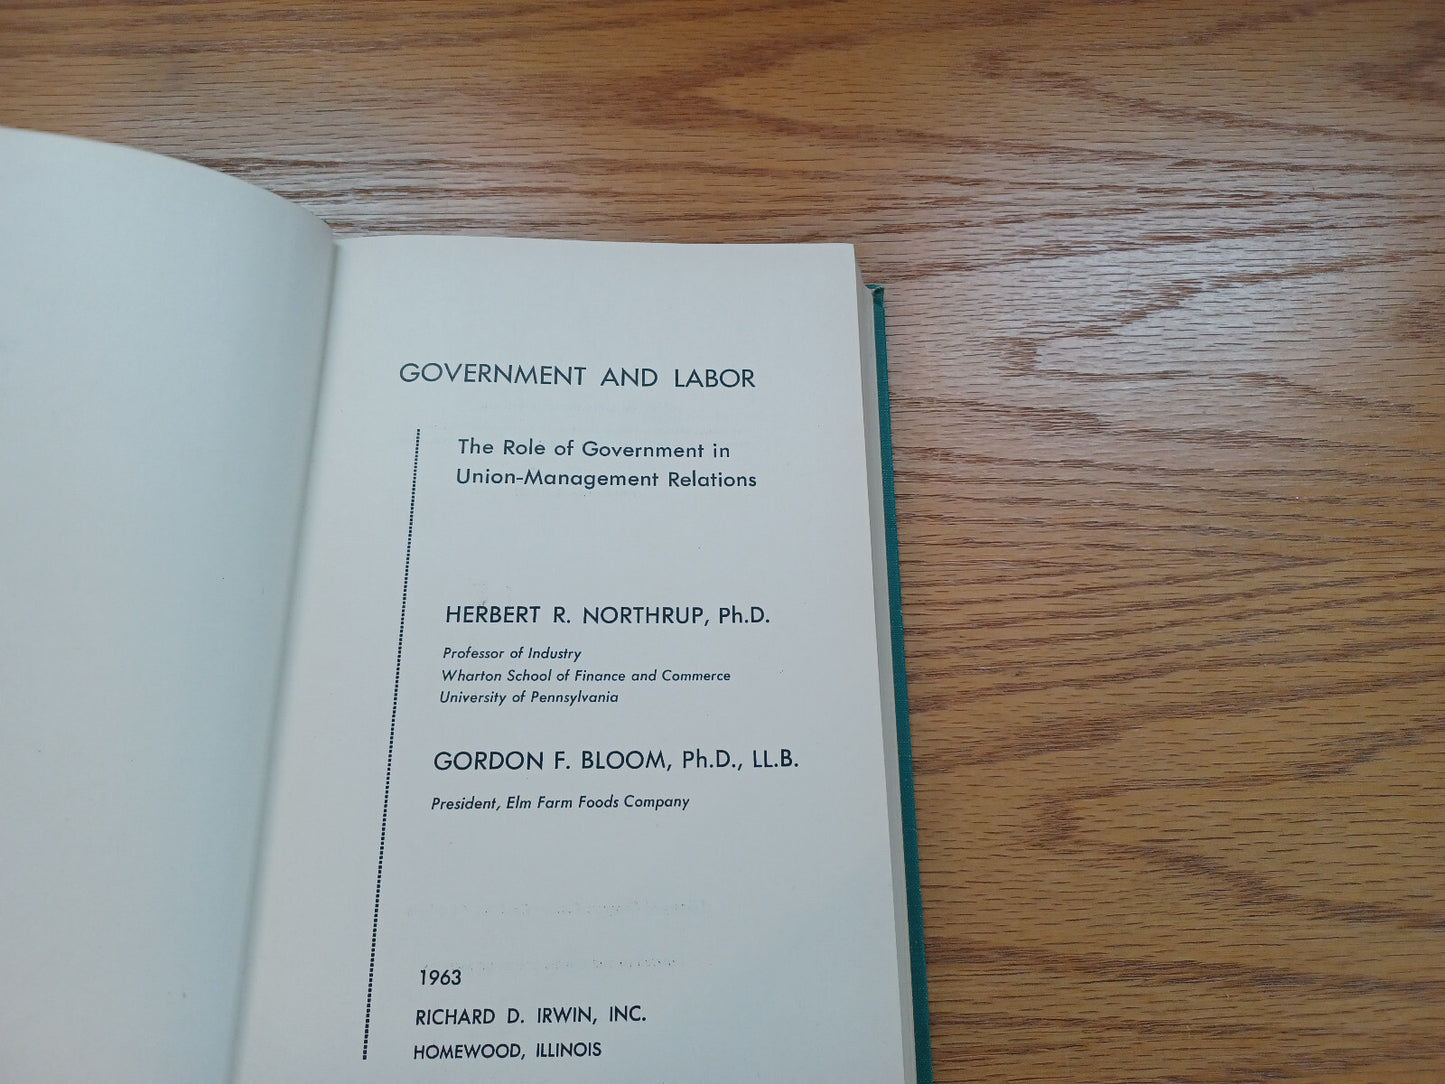 GOVERNMENT AND LABOR
The Role of Government in
Union-Management Relations
HERBERT R. NORTHRUP, Ph.D.
Professor of Industry
Wharton School of Finance and Commerce
University of Pennsylvania
GORDON F. BLOOM, Ph.D., LL.B.
President, Elm Farm Foods Company
1963
RICHARD D. IRWIN, INC.
HOMEWOOD, ILLINOIS